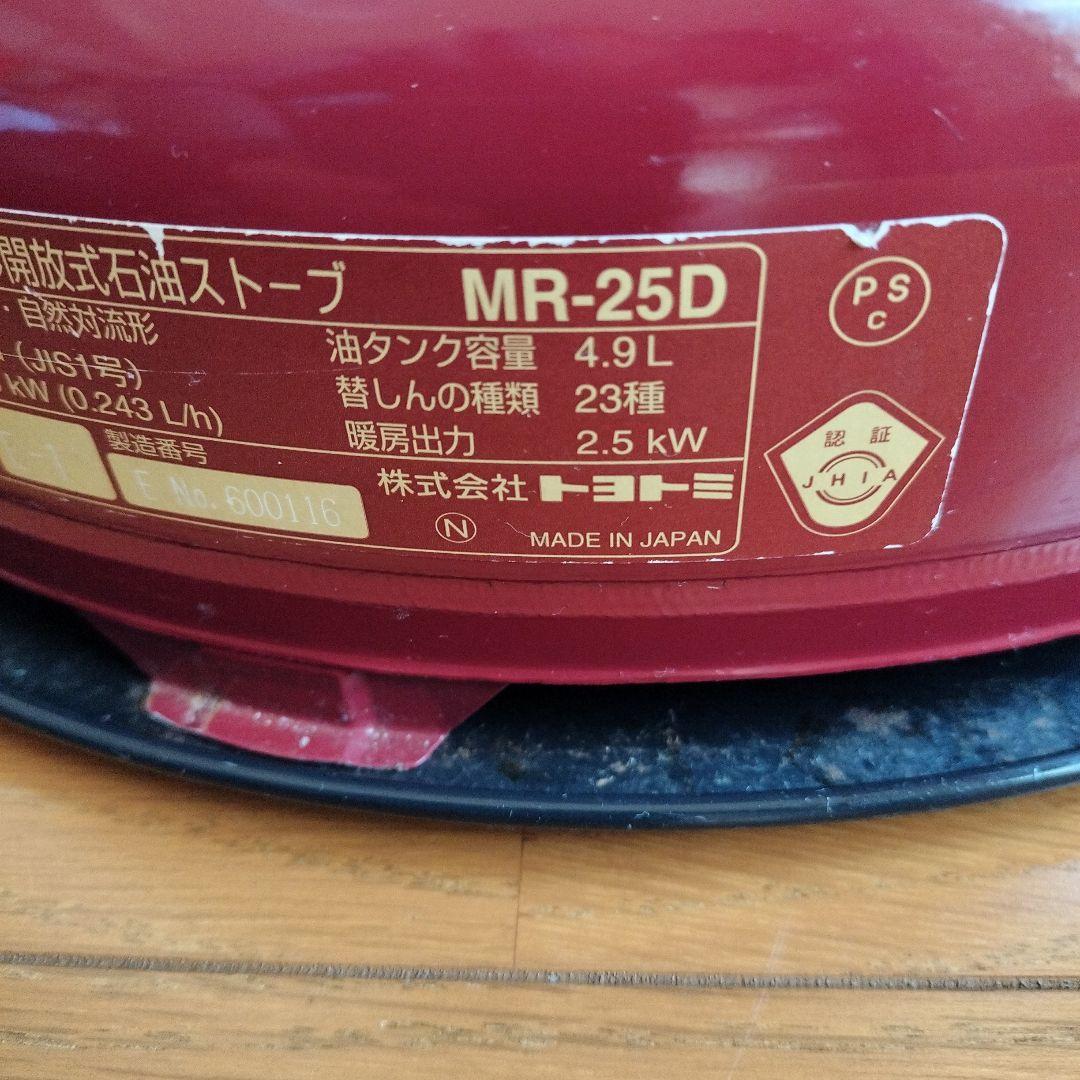 開放式石油ストーブ MR-25D
・自然対流形
油タンク容量 4.9L
(JIS1号)
替しんの種類 23種
kW (0.243 L/h)
暖房出力 2.5 kW
製造番号
E No.600116
株式会社トヨトミ
N
MADE IN JAPAN
PS
C
認証
JHIA